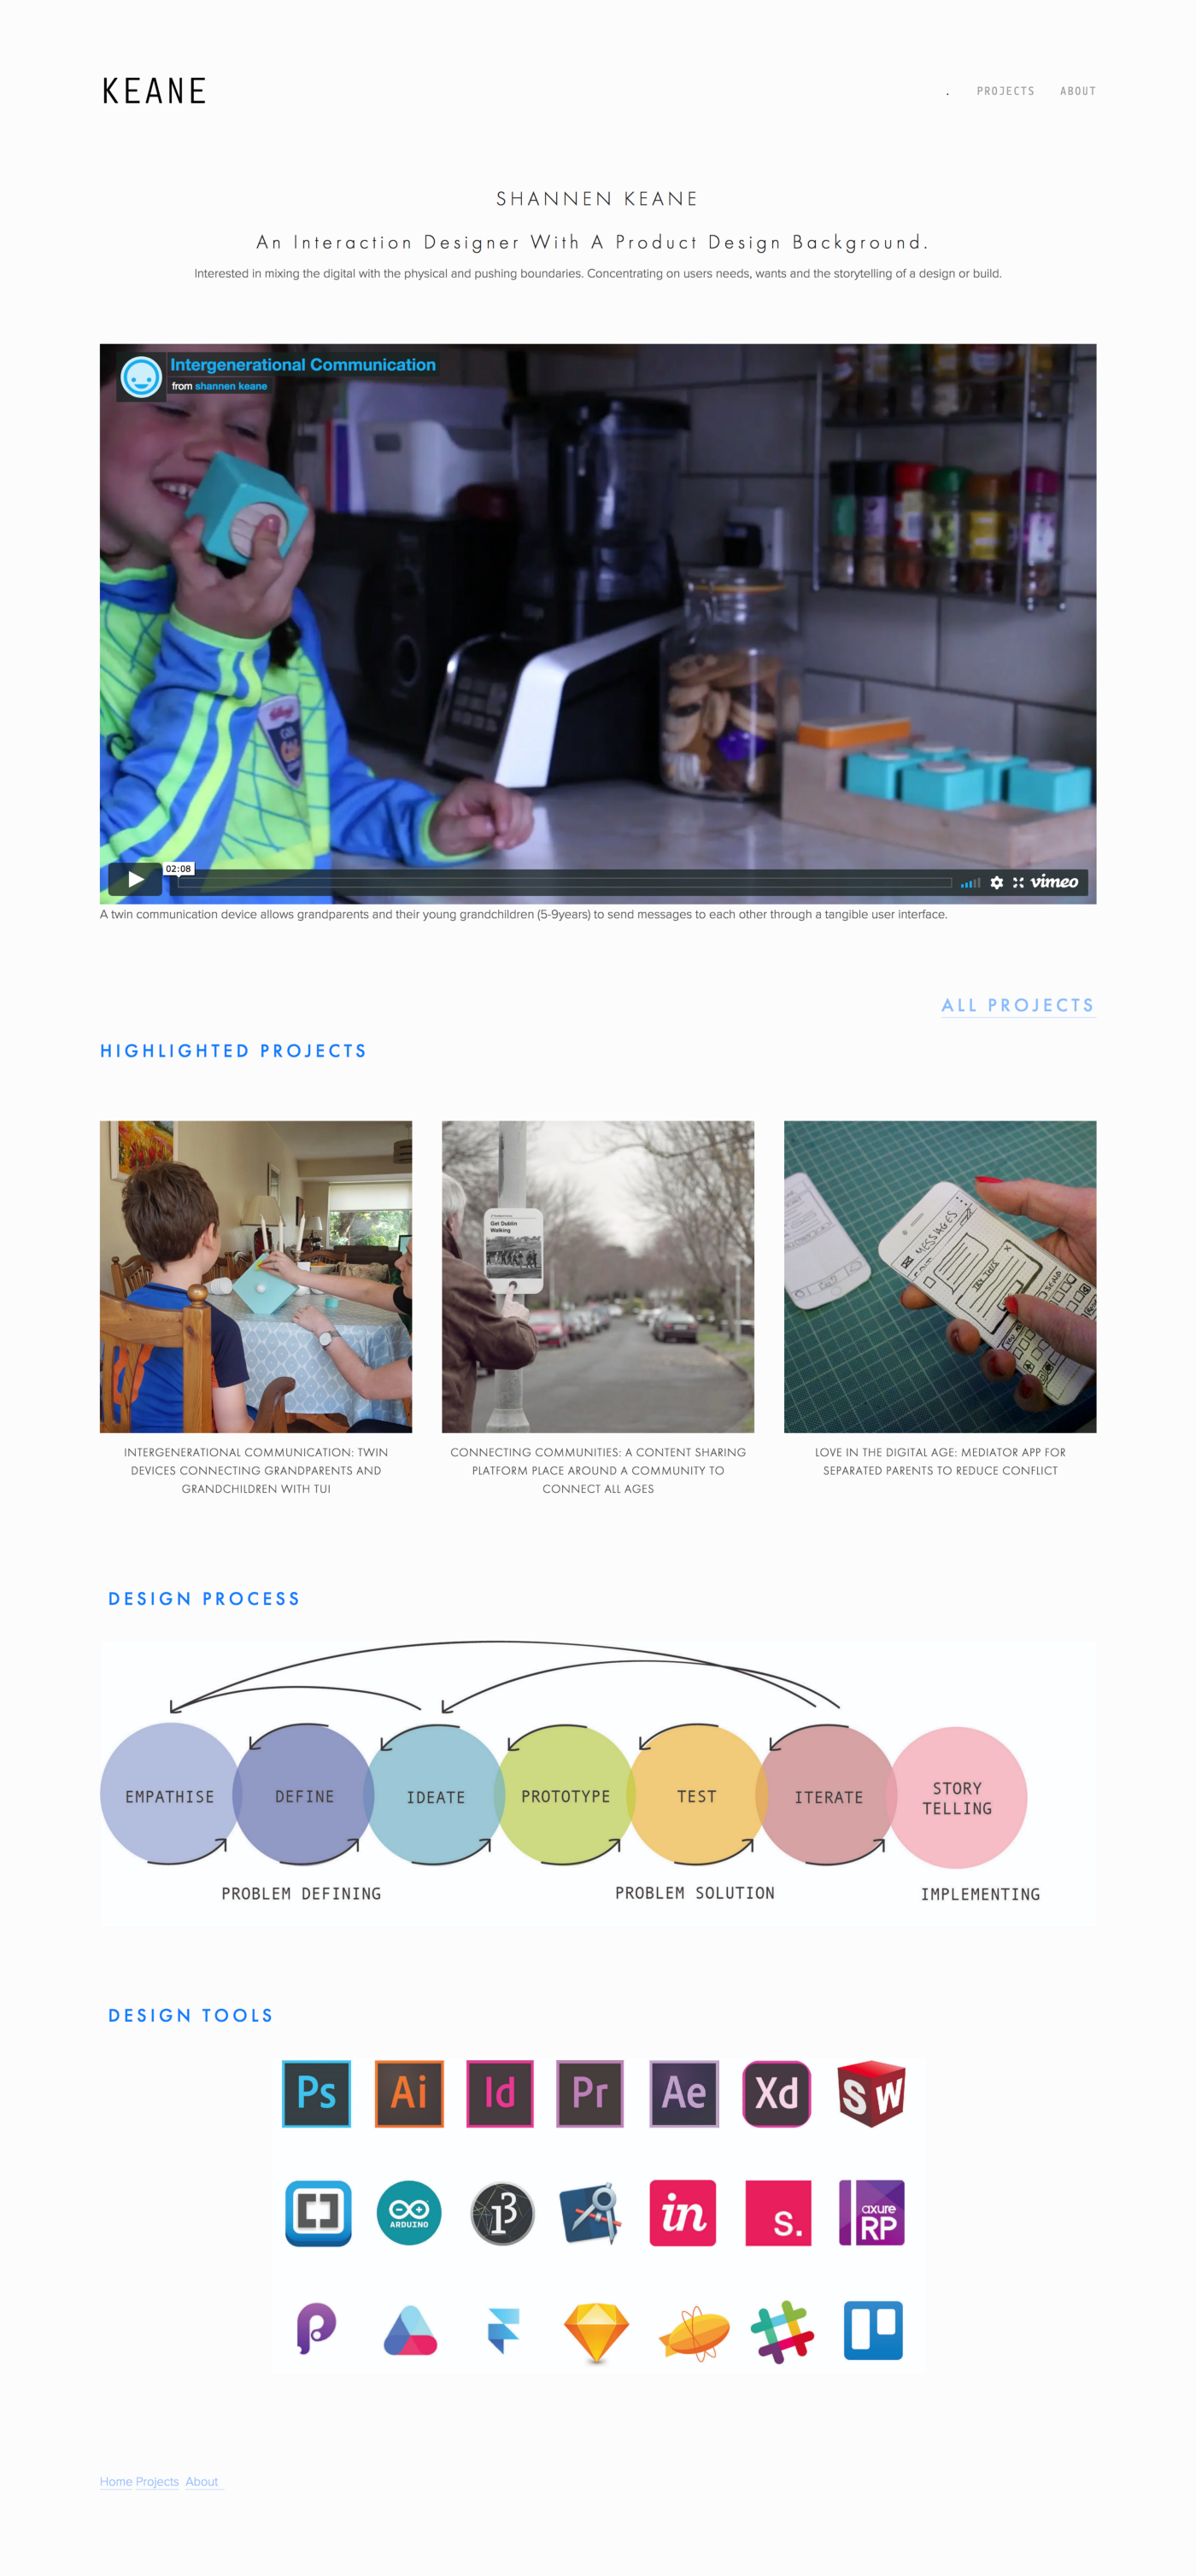 KEANE
. PROJECTS ABOUT
SHANNEN KEANE
An Interaction Designer With A Product Design Background.
Interested in mixing the digital with the physical and pushing boundaries. Concentrating on users needs, wants and the storytelling of a design or build.
Intergenerational Communication
from shannen keane
02:08
vimeo
A twin communication device allows grandparents and their young grandchildren (5-9years) to send messages to each other through a tangible user interface.
ALL PROJECTS
HIGHLIGHTED PROJECTS
Get Dublin
Walking
MESSAGES
INTERGENERATIONAL COMMUNICATION: TWIN
DEVICES CONNECTING GRANDPARENTS AND
GRANDCHILDREN WITH TUI
CONNECTING COMMUNITIES: A CONTENT SHARING
PLATFORM PLACE AROUND A COMMUNITY TO
CONNECT ALL AGES
LOVE IN THE DIGITAL AGE: MEDIATOR APP FOR
SEPARATED PARENTS TO REDUCE CONFLICT
DESIGN PROCESS
EMPATHISE DEFINE IDEATE PROTOTYPE TEST ITERATE STORY
TELLING
PROBLEM DEFINING PROBLEM SOLUTION IMPLEMENTING
DESIGN TOOLS
Ps Ai Id Pr Ae Xd SW
ARDUINO in s. axure
RP
Home Projects About